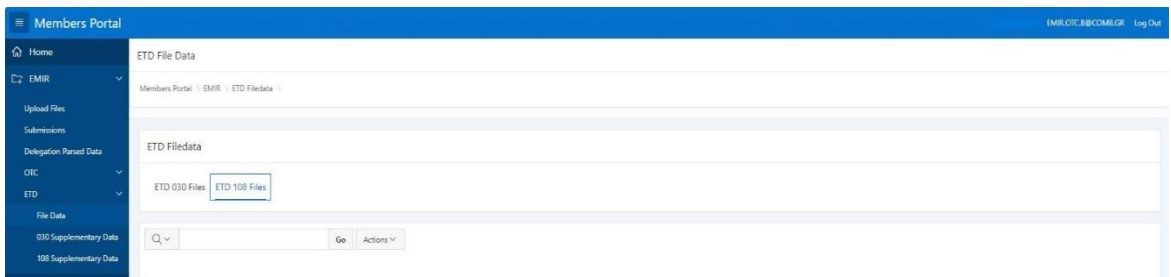 Members Portal
EMIR.OTC.B@COMB.GR Log Out
Home
EMIR
Upload Files
Submissions
Delegation Parsed Data
OTC
ETD
File Data
030 Supplementary Data
108 Supplementary Data
ETD File Data
Members Portal \ EMIR \ ETD Filedata \
ETD Filedata
ETD 030 Files ETD 108 Files
Go Actions